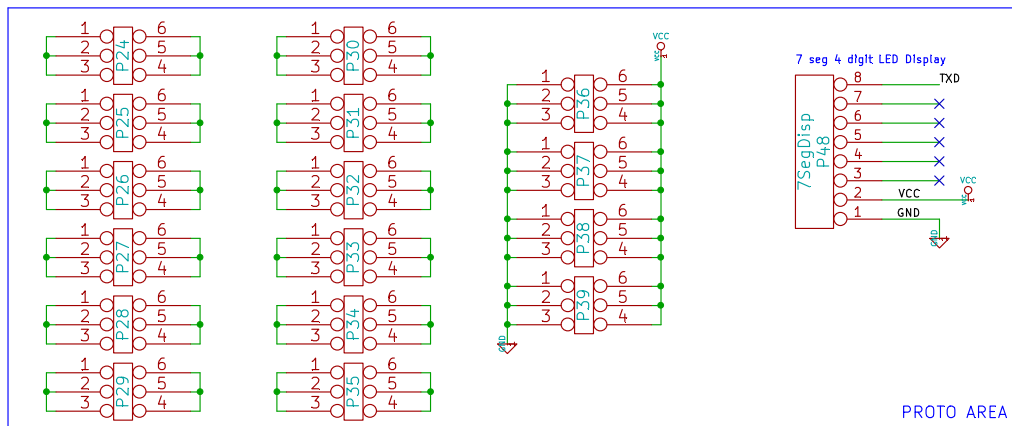 1 P24 6
2 5
3 4
1 P25 6
2 5
3 4
1 P26 6
2 5
3 4
1 P27 6
2 5
3 4
1 P28 6
2 5
3 4
1 P29 6
2 5
3 4
1 P30 6
2 5
3 4
1 P31 6
2 5
3 4
1 P32 6
2 5
3 4
1 P33 6
2 5
3 4
1 P34 6
2 5
3 4
1 P35 6
2 5
3 4
VCC
VCC
1
1 P36 6
2 5
3 4
1 P37 6
2 5
3 4
1 P38 6
2 5
3 4
1 P39 6
2 5
3 4
GND
1
7 seg 4 digit LED Display
7SegDisp
P48
8 TXD
7
6
5
4
3
2 VCC
VCC
VCC
1
1 GND
GND
1
PROTO AREA